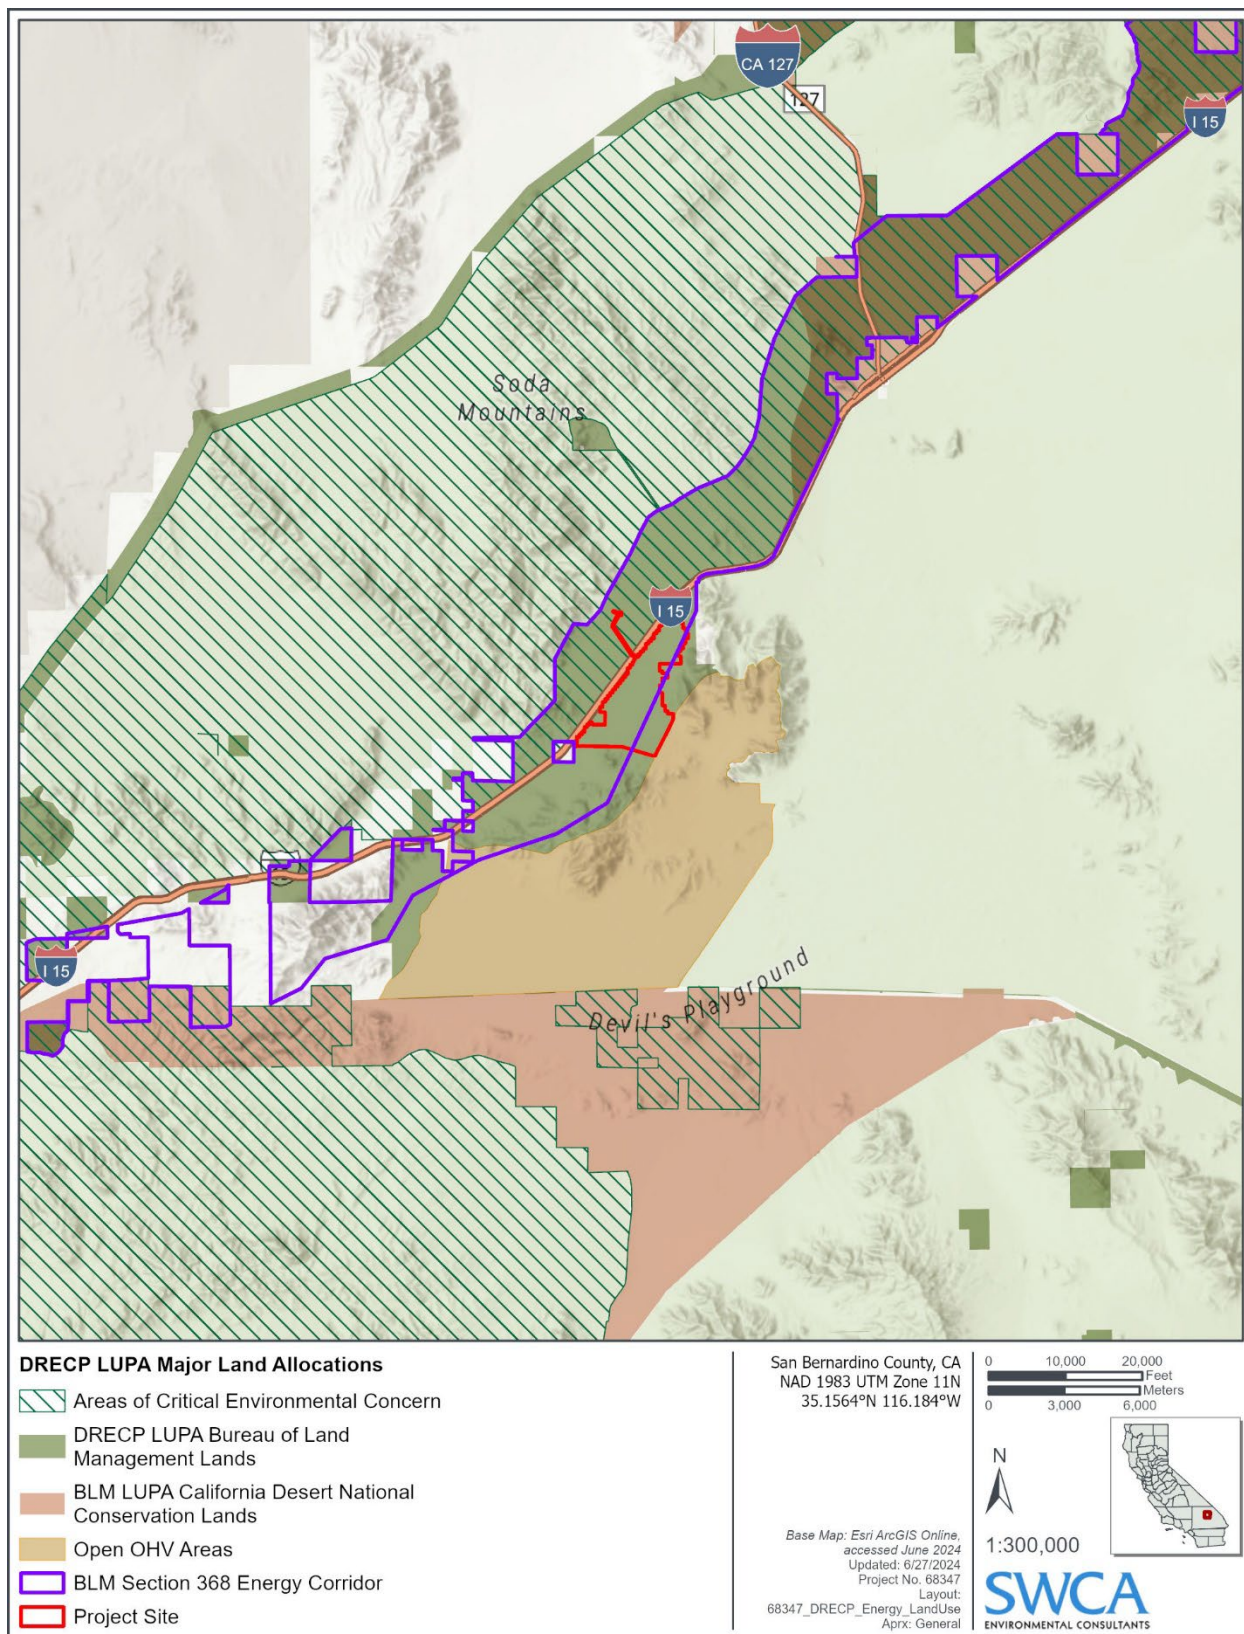 CA 127
127
I 15
Soda
Mountains
I 15
I 15
Devil's Playground
DRECP LUPA Major Land Allocations
Areas of Critical Environmental Concern
DRECP LUPA Bureau of Land
Management Lands
BLM LUPA California Desert National
Conservation Lands
Open OHV Areas
BLM Section 368 Energy Corridor
Project Site
San Bernardino County, CA
NAD 1983 UTM Zone 11N
35.1564°N 116.184°W
Base Map: Esri ArcGIS Online,
accessed June 2024
Updated: 6/27/2024
Project No. 68347
Layout:
68347_DRECP_Energy_LandUse
Aprx: General
0 10,000 20,000
Feet
Meters
0 3,000 6,000
N
1:300,000
SWCA
ENVIRONMENTAL CONSULTANTS